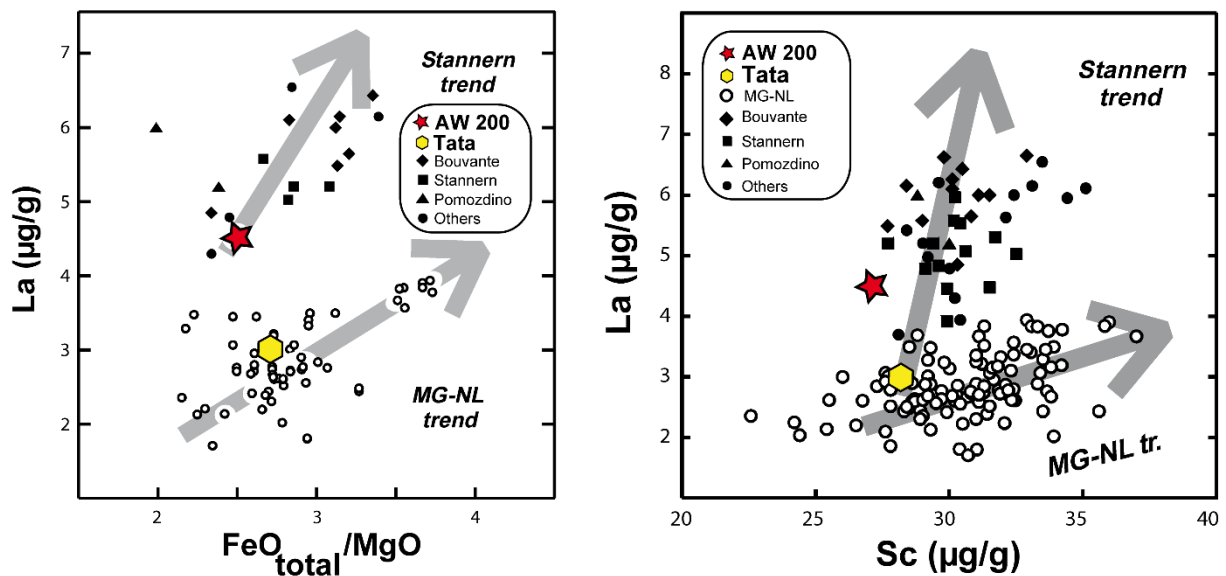 7
6
5
4
3
2
La (µg/g)
Stannern
trend
AW 200
Tata
Bouvante
Stannern
Pomozdino
Others
MG-NL
trend
2
3
4
FeO total/MgO
8
7
6
5
4
3
2
La (µg/g)
AW 200
Tata
MG-NL
Bouvante
Stannern
Pomozdino
Others
Stannern
trend
MG-NL tr.
20
25
30
35
40
Sc (µg/g)